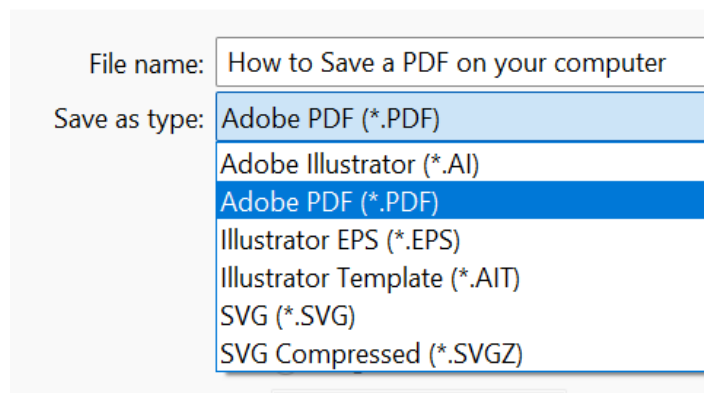 File name: How to Save a PDF on your computer
Save as type: Adobe PDF (*.PDF)
Adobe Illustrator (*.AI)
Adobe PDF (*.PDF)
Illustrator EPS (*.EPS)
Illustrator Template (*.AIT)
SVG (*.SVG)
SVG Compressed (*.SVGZ)